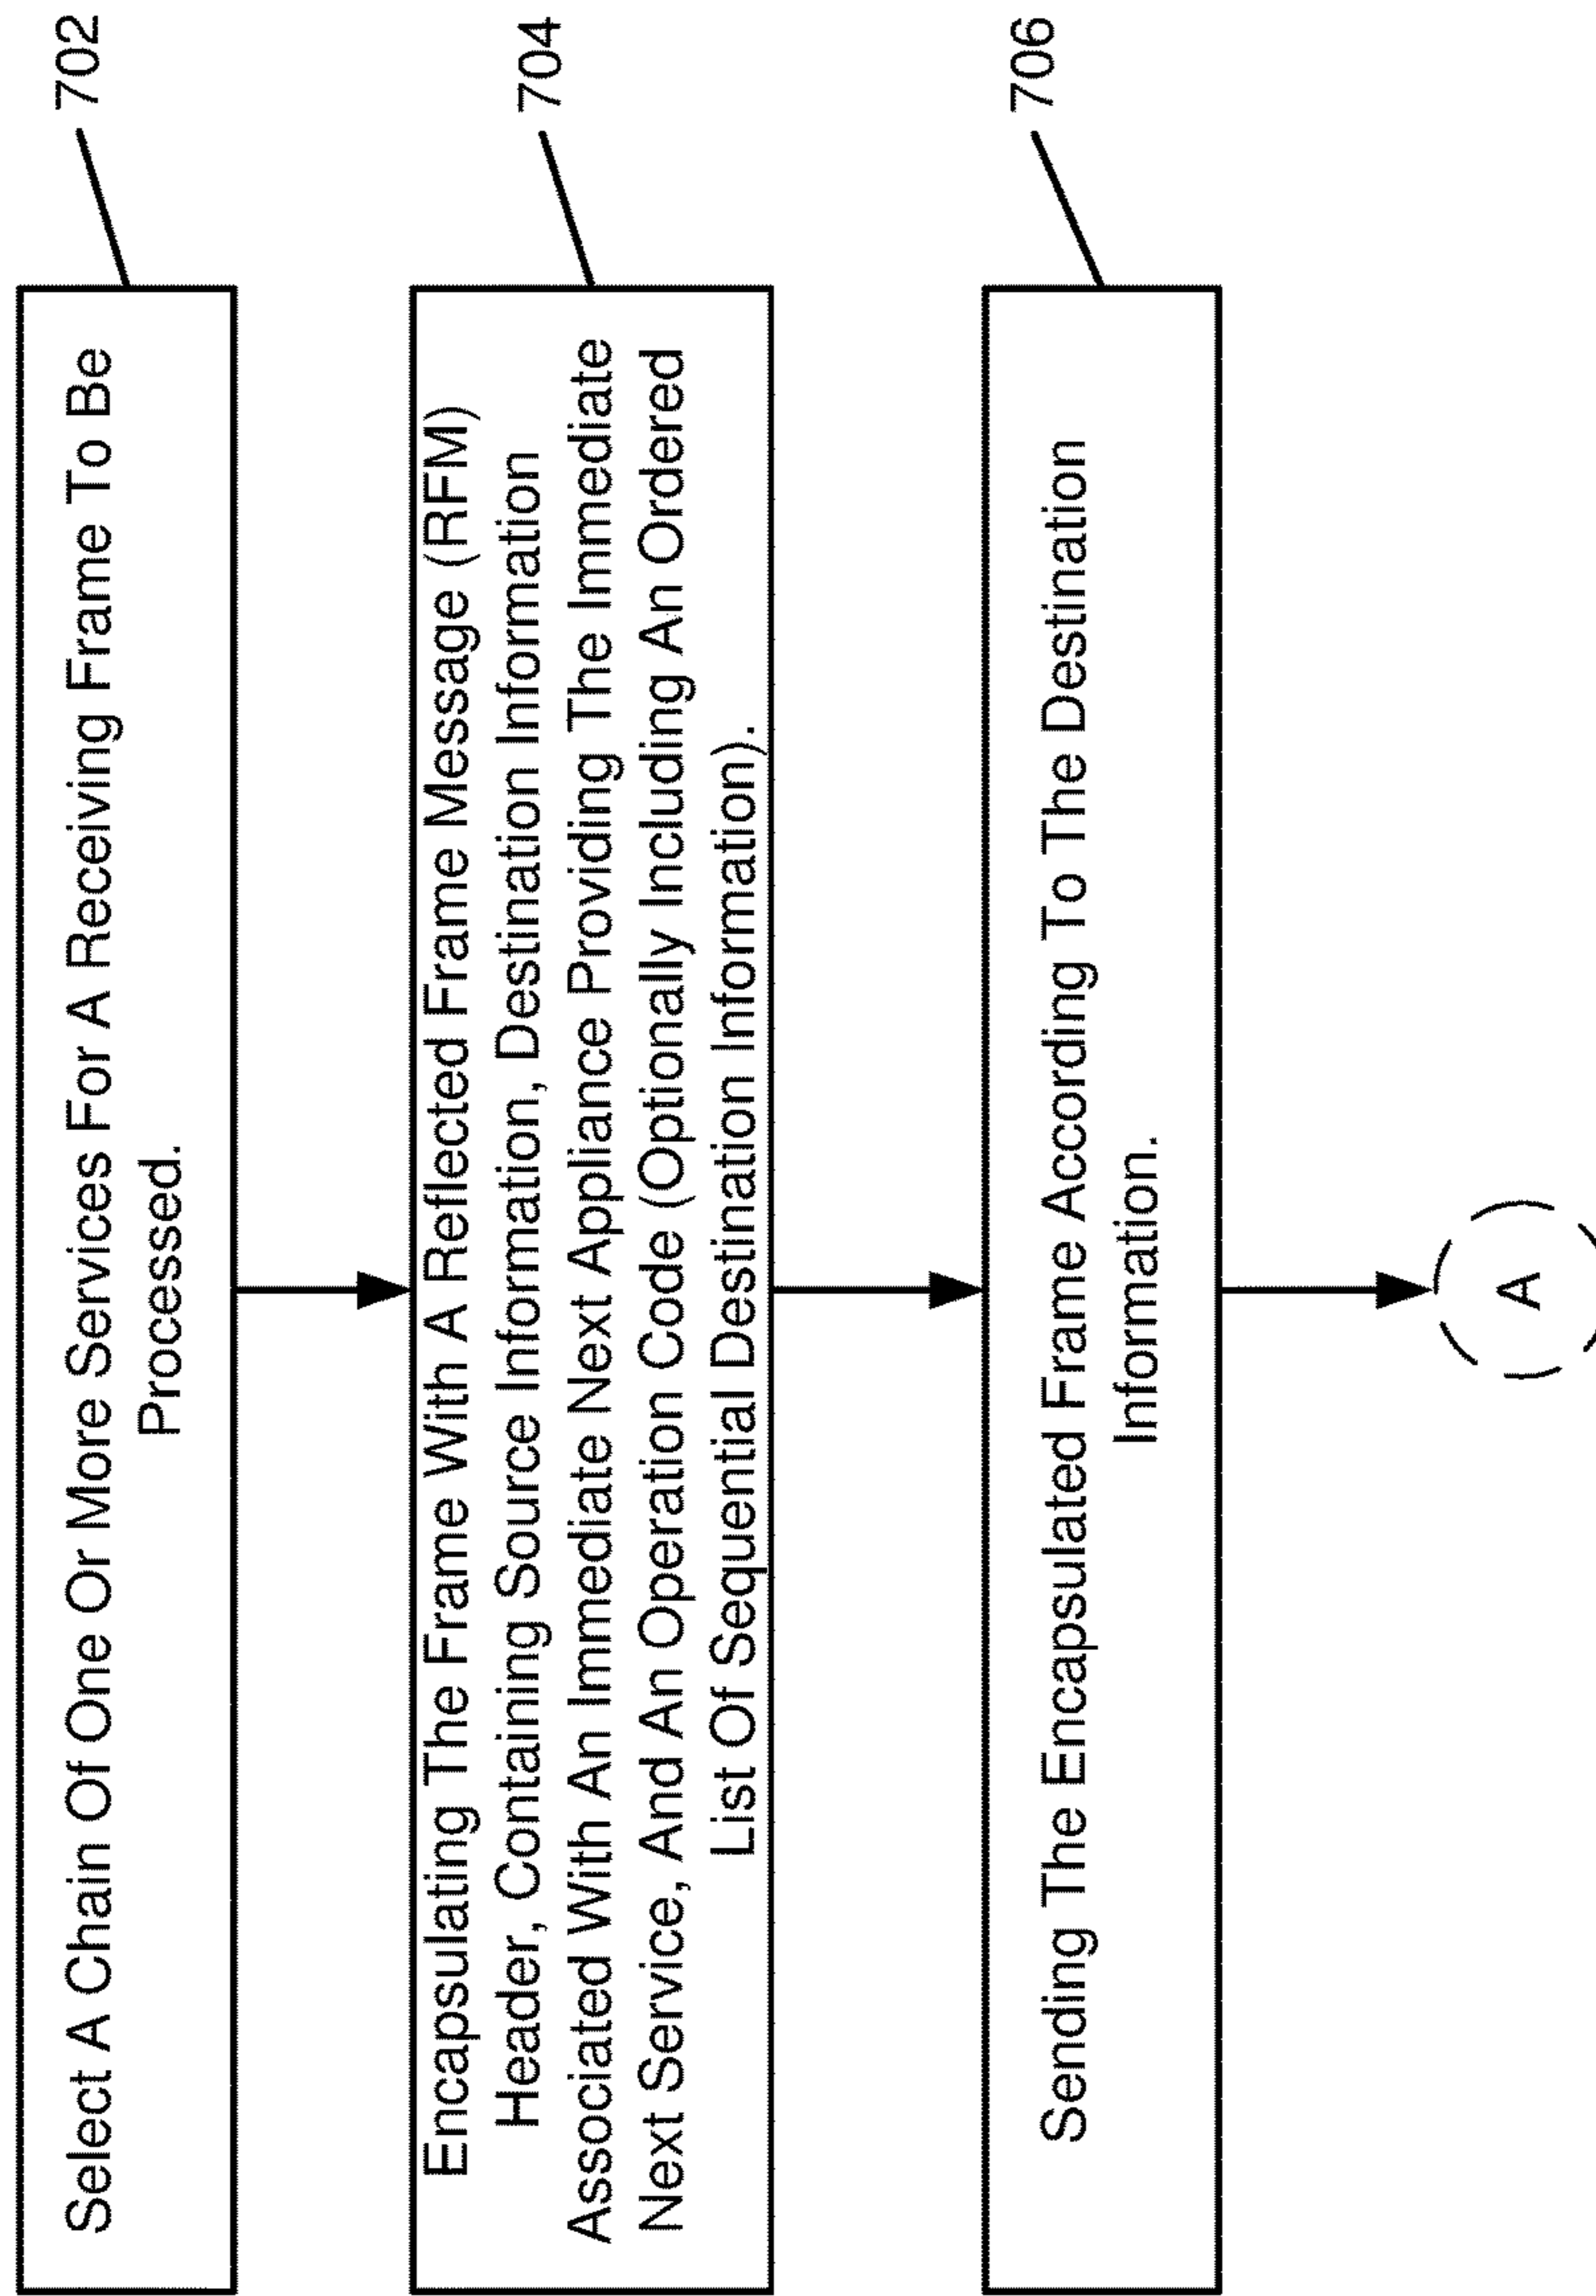 Select A Chain Of One Or More Services For A Receiving Frame To Be
Processed.
702
Encapsulating The Frame With A Reflected Frame Message (RFM)
Header, Containing Source Information, Destination Information
Associated With An Immediate Next Appliance Providing The Immediate
Next Service, And An Operation Code (Optionally Including An Ordered
List Of Sequential Destination Information).
704
Sending The Encapsulated Frame According To The Destination
Information.
706
A